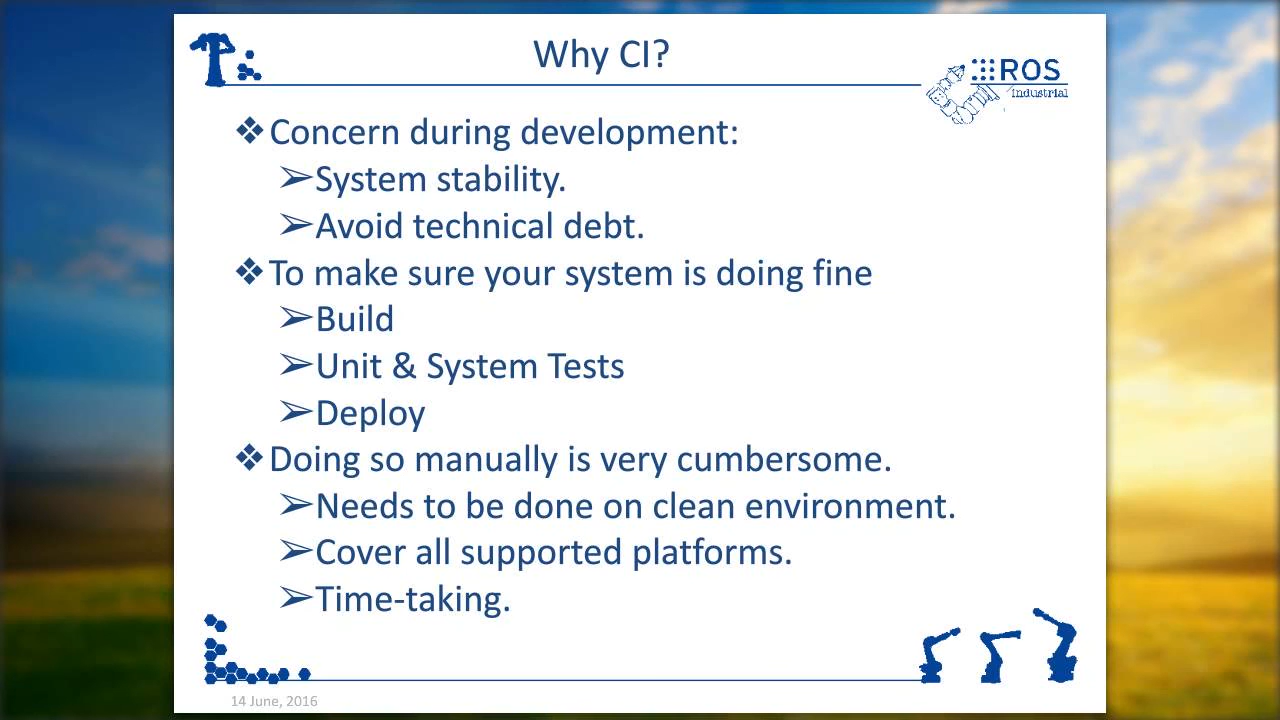 Why CI?
ROS
industrial
❖Concern during development:
➢System stability.
➢Avoid technical debt.
❖To make sure your system is doing fine
➢Build
➢Unit & System Tests
➢Deploy
❖Doing so manually is very cumbersome.
➢Needs to be done on clean environment.
➢Cover all supported platforms.
➢Time-taking.
14 June, 2016